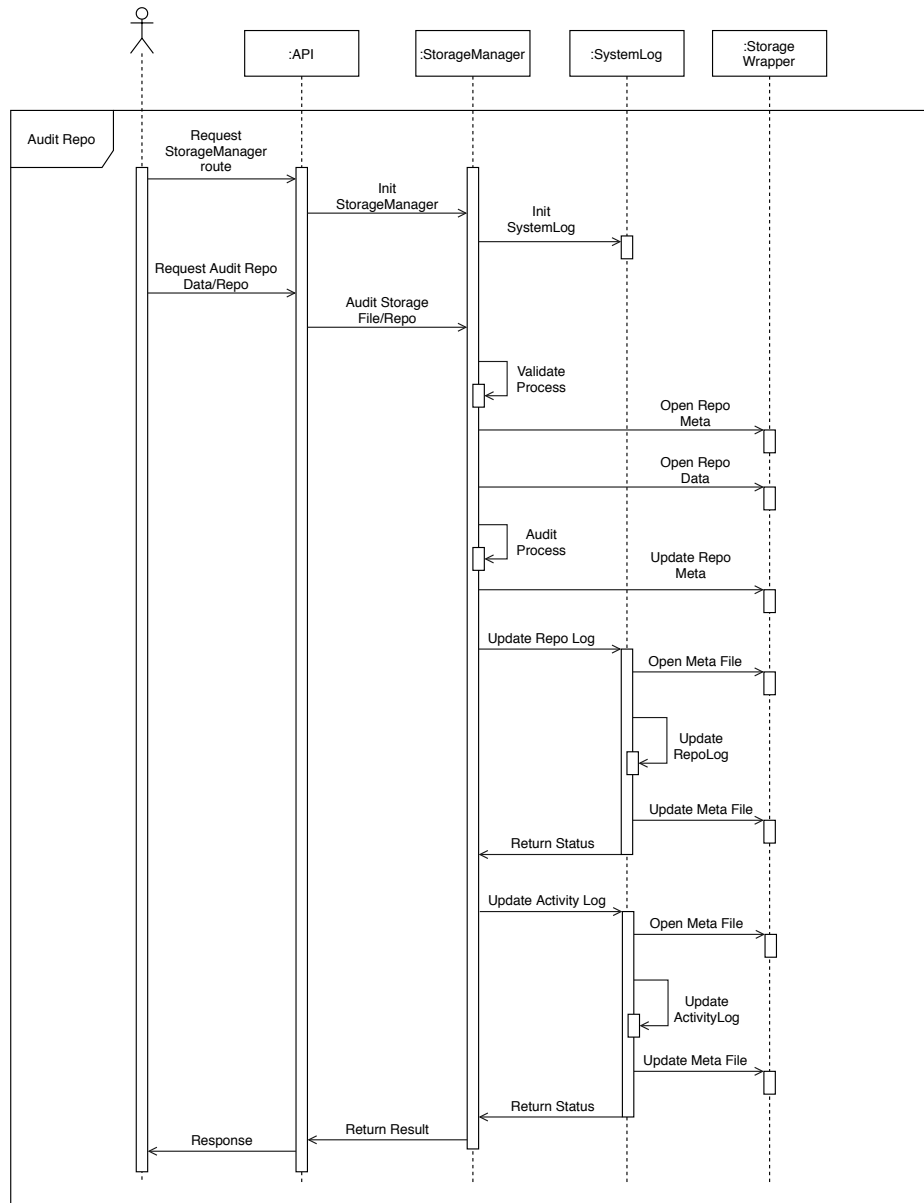 :API
:StorageManager
:SystemLog
:Storage
Wrapper
Audit Repo
Request
StorageManager
route
Init
StorageManager
Init
SystemLog
Request Audit Repo
Data/Repo
Audit Storage
File/Repo
Validate
Process
Open Repo
Meta
Open Repo
Data
Audit
Process
Update Repo
Meta
Update Repo Log
Open Meta File
Update
RepoLog
Update Meta File
Return Status
Update Activity Log
Open Meta File
Update
ActivityLog
Update Meta File
Return Status
Return Result
Response